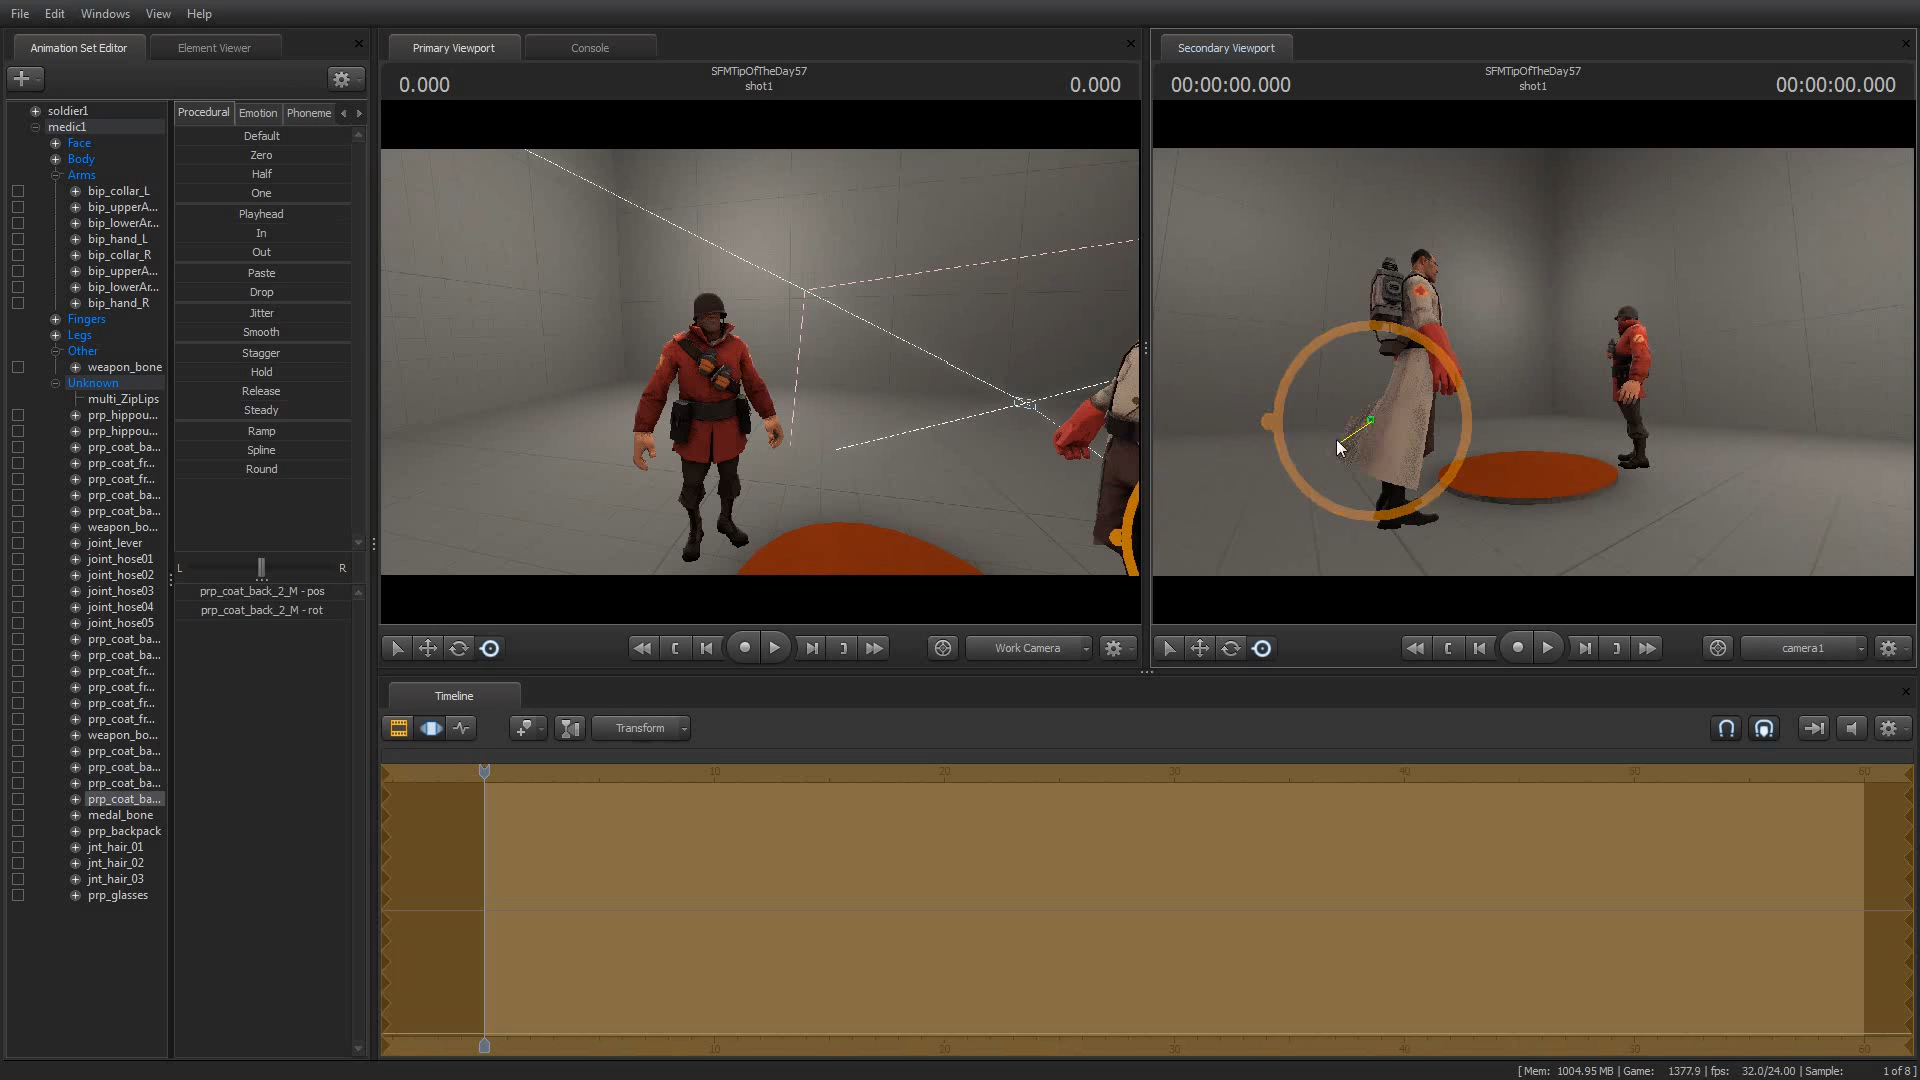 File Edit Windows View Help
Animation Set Editor Element Viewer
soldier1
medic1
Face
Body
Arms
bip_collar_L
bip_upperA...
bip_lowerAr...
bip_hand_L
bip_collar_R
bip_upperA...
bip_lowerAr...
bip_hand_R
Fingers
Legs
Other
weapon_bone
Unknown
multi_ZipLips
prp_hippou...
prp_hippou...
prp_coat_ba...
prp_coat_fr...
prp_coat_fr...
prp_coat_ba...
prp_coat_ba...
weapon_bo...
joint_lever
joint_hose01
joint_hose02
joint_hose03
joint_hose04
joint_hose05
prp_coat_ba...
prp_coat_ba...
prp_coat_fr...
prp_coat_fr...
prp_coat_fr...
prp_coat_fr...
weapon_bo...
prp_coat_ba...
prp_coat_ba...
prp_coat_ba...
prp_coat_ba...
medal_bone
prp_backpack
jnt_hair_01
jnt_hair_02
jnt_hair_03
prp_glasses
Procedural Emotion Phoneme
Default
Zero
Half
One
Playhead
In
Out
Paste
Drop
Jitter
Smooth
Stagger
Hold
Release
Steady
Ramp
Spline
Round
L R
prp_coat_back_2_M - pos
prp_coat_back_2_M - rot
Primary Viewport Console
0.000 SFMTipOfTheDay57 0.000
shot1
Work Camera
Secondary Viewport
00:00:00.000 SFMTipOfTheDay57 00:00:00.000
shot1
camera1
Timeline
Transform
10 20 30 40 50 60
10 20 30 40 50 60
[ Mem: 1004.95 MB | Game: 1377.9 | fps: 32.0/24.00 | Sample: 1 of 8 ]